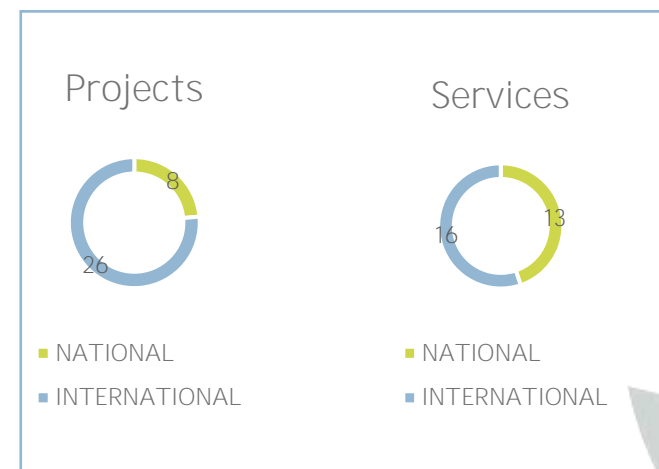 Projects
8
26
NATIONAL
INTERNATIONAL
Services
13
16
NATIONAL
INTERNATIONAL